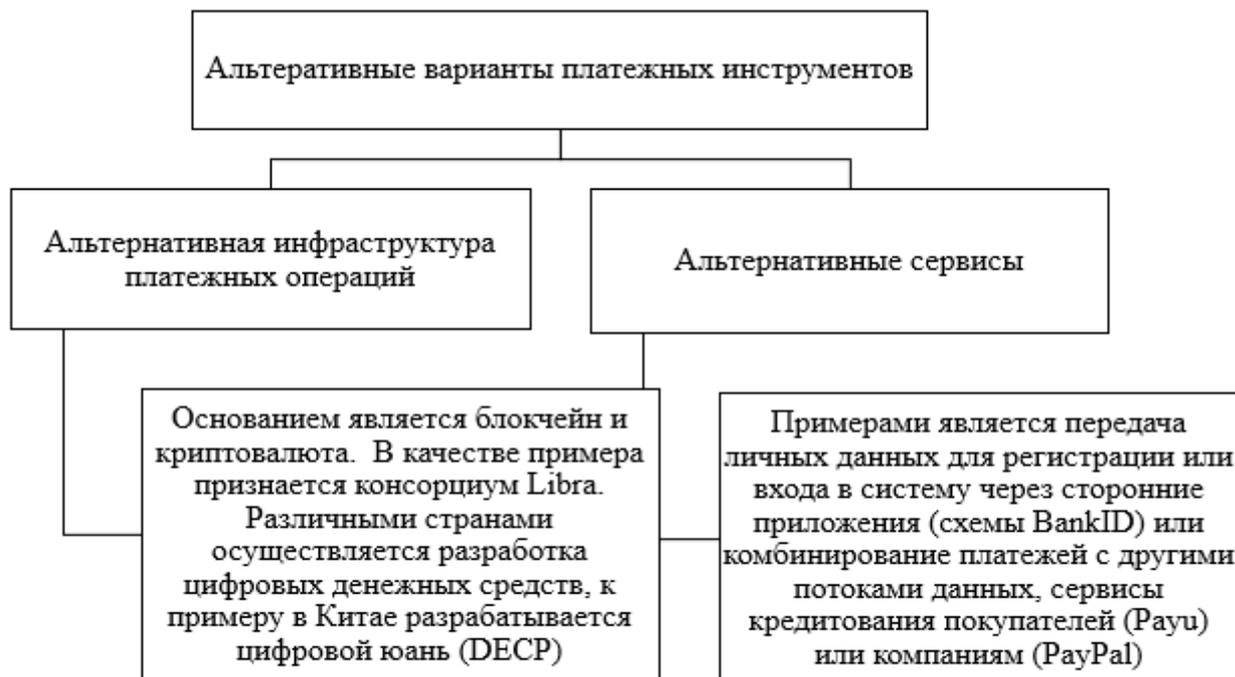 Альтеративные варианты платежных инструментов
Альтернативная инфраструктура
платежных операций
Альтернативные сервисы
Основанием является блокчейн и
криптовалюта. В качестве примера
признается консорциум Libra.
Различными странами
осуществляется разработка
цифровых денежных средств, к
примеру в Китае разрабатывается
цифровой юань (DECP)
Примерами является передача
личных данных для регистрации или
входа в систему через сторонние
приложения (схемы BankID) или
комбинирование платежей с другими
потоками данных, сервисы
кредитования покупателей (Payu)
или компаниям (PayPal)